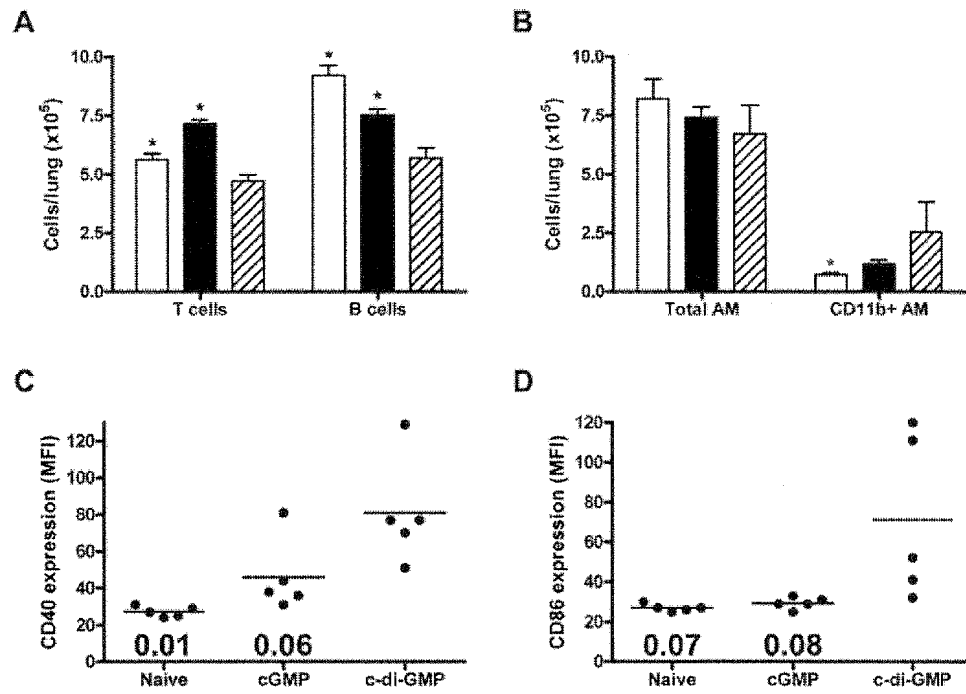 A
Cells/lung (x10⁵)
10.0
7.5
5.0
2.5
0.0
*
*
*
*
T cells
B cells
B
Cells/lung (x10⁵)
10.0
7.5
5.0
2.5
0.0
*
Total AM
CD11b+ AM
C
CD40 expression (MFI)
120
100
80
60
40
20
0
0.01
0.06
Naive
cGMP
c-di-GMP
D
CD86 expression (MFI)
120
100
80
60
40
20
0
0.07
0.08
Naive
cGMP
c-di-GMP